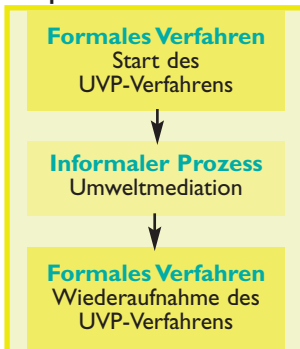 Formales Verfahren
Start des
UVP-Verfahrens
Informaler Prozess
Umweltmediation
Formales Verfahren
Wiederaufnahme des
UVP-Verfahrens